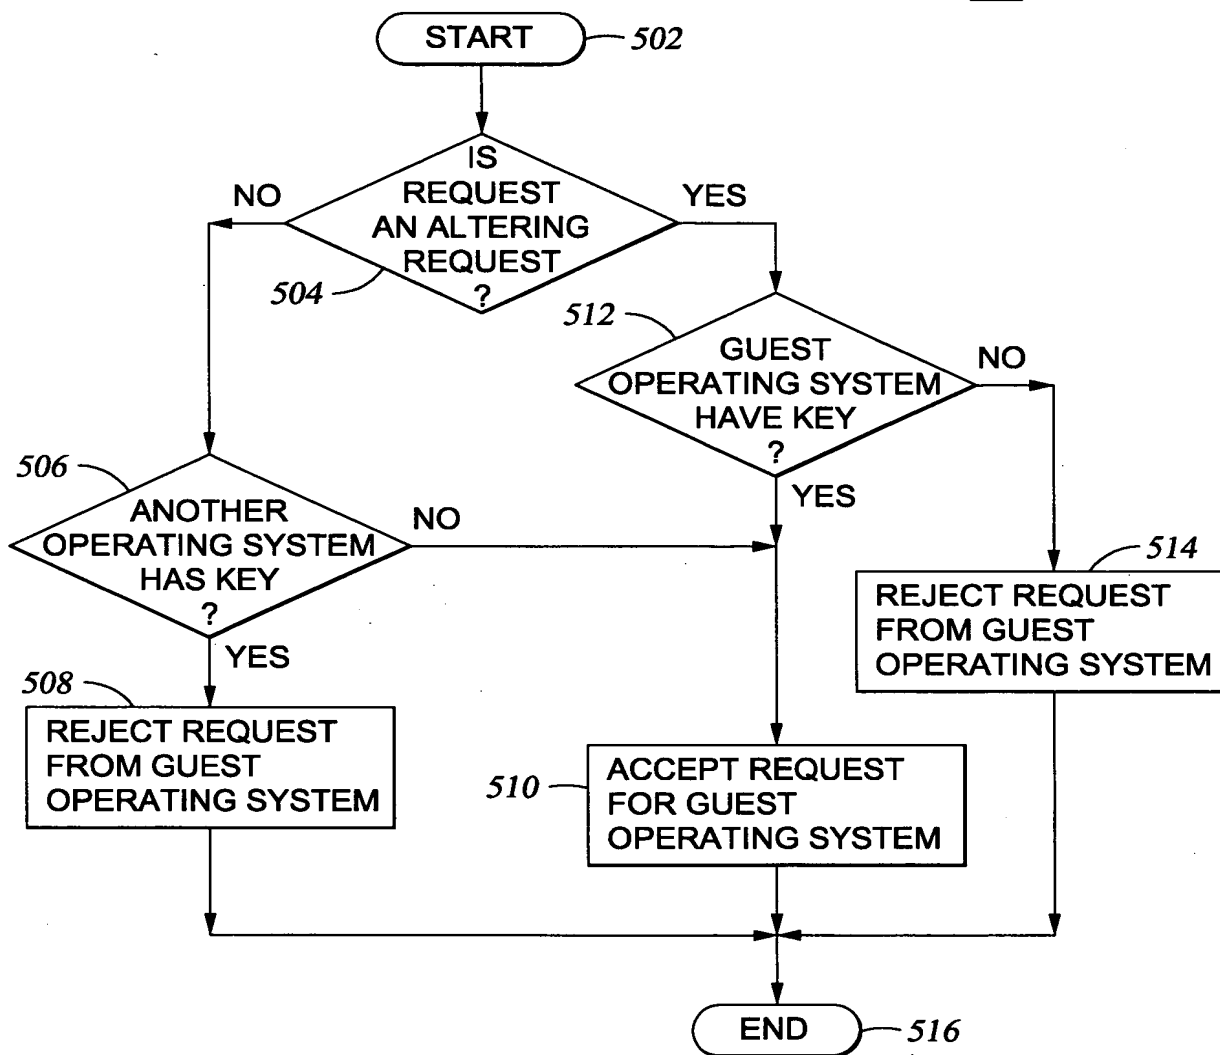 START
502
IS
REQUEST
AN ALTERING
REQUEST
?
504
NO
YES
512
GUEST
OPERATING SYSTEM
HAVE KEY
?
NO
YES
506
ANOTHER
OPERATING SYSTEM
HAS KEY
?
NO
YES
514
REJECT REQUEST
FROM GUEST
OPERATING SYSTEM
508
REJECT REQUEST
FROM GUEST
OPERATING SYSTEM
510
ACCEPT REQUEST
FOR GUEST
OPERATING SYSTEM
END
516